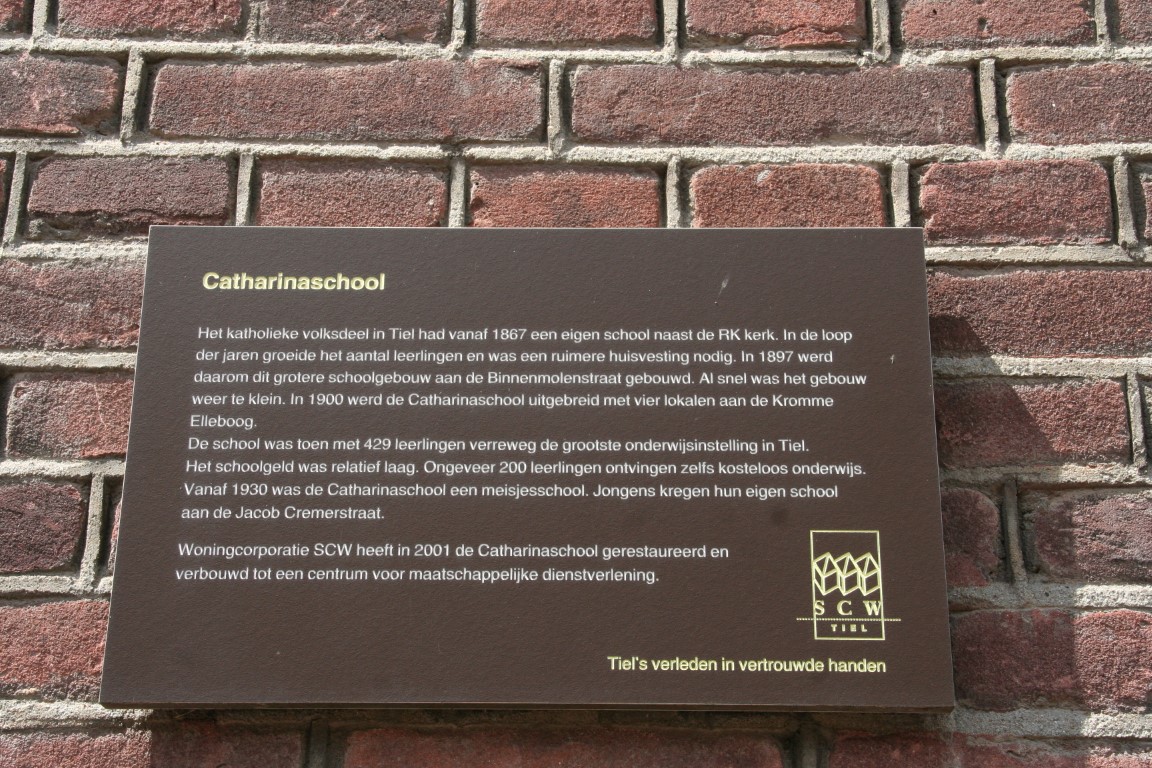 Catharinaschool
Het katholieke volksdeel in Tiel had vanaf 1867 een eigen school naast de RK kerk. In de loop
der jaren groeide het aantal leerlingen en was een ruimere huisvesting nodig. In 1897 werd
daarom dit grotere schoolgebouw aan de Binnenmolenstraat gebouwd. Al snel was het gebouw
weer te klein. In 1900 werd de Catharinaschool uitgebreid met vier lokalen aan de Kromme
Elleboog.
De school was toen met 429 leerlingen verreweg de grootste onderwijsinstelling in Tiel.
Het schoolgeld was relatief laag. Ongeveer 200 leerlingen ontvingen zelfs kosteloos onderwijs.
Vanaf 1930 was de Catharinaschool een meisjesschool. Jongens kregen hun eigen school
aan de Jacob Cremerstraat.
Woningcorporatie SCW heeft in 2001 de Catharinaschool gerestaureerd en
verbouwd tot een centrum voor maatschappelijke dienstverlening.
SCW
TIEL
Tiel's verleden in vertrouwde handen